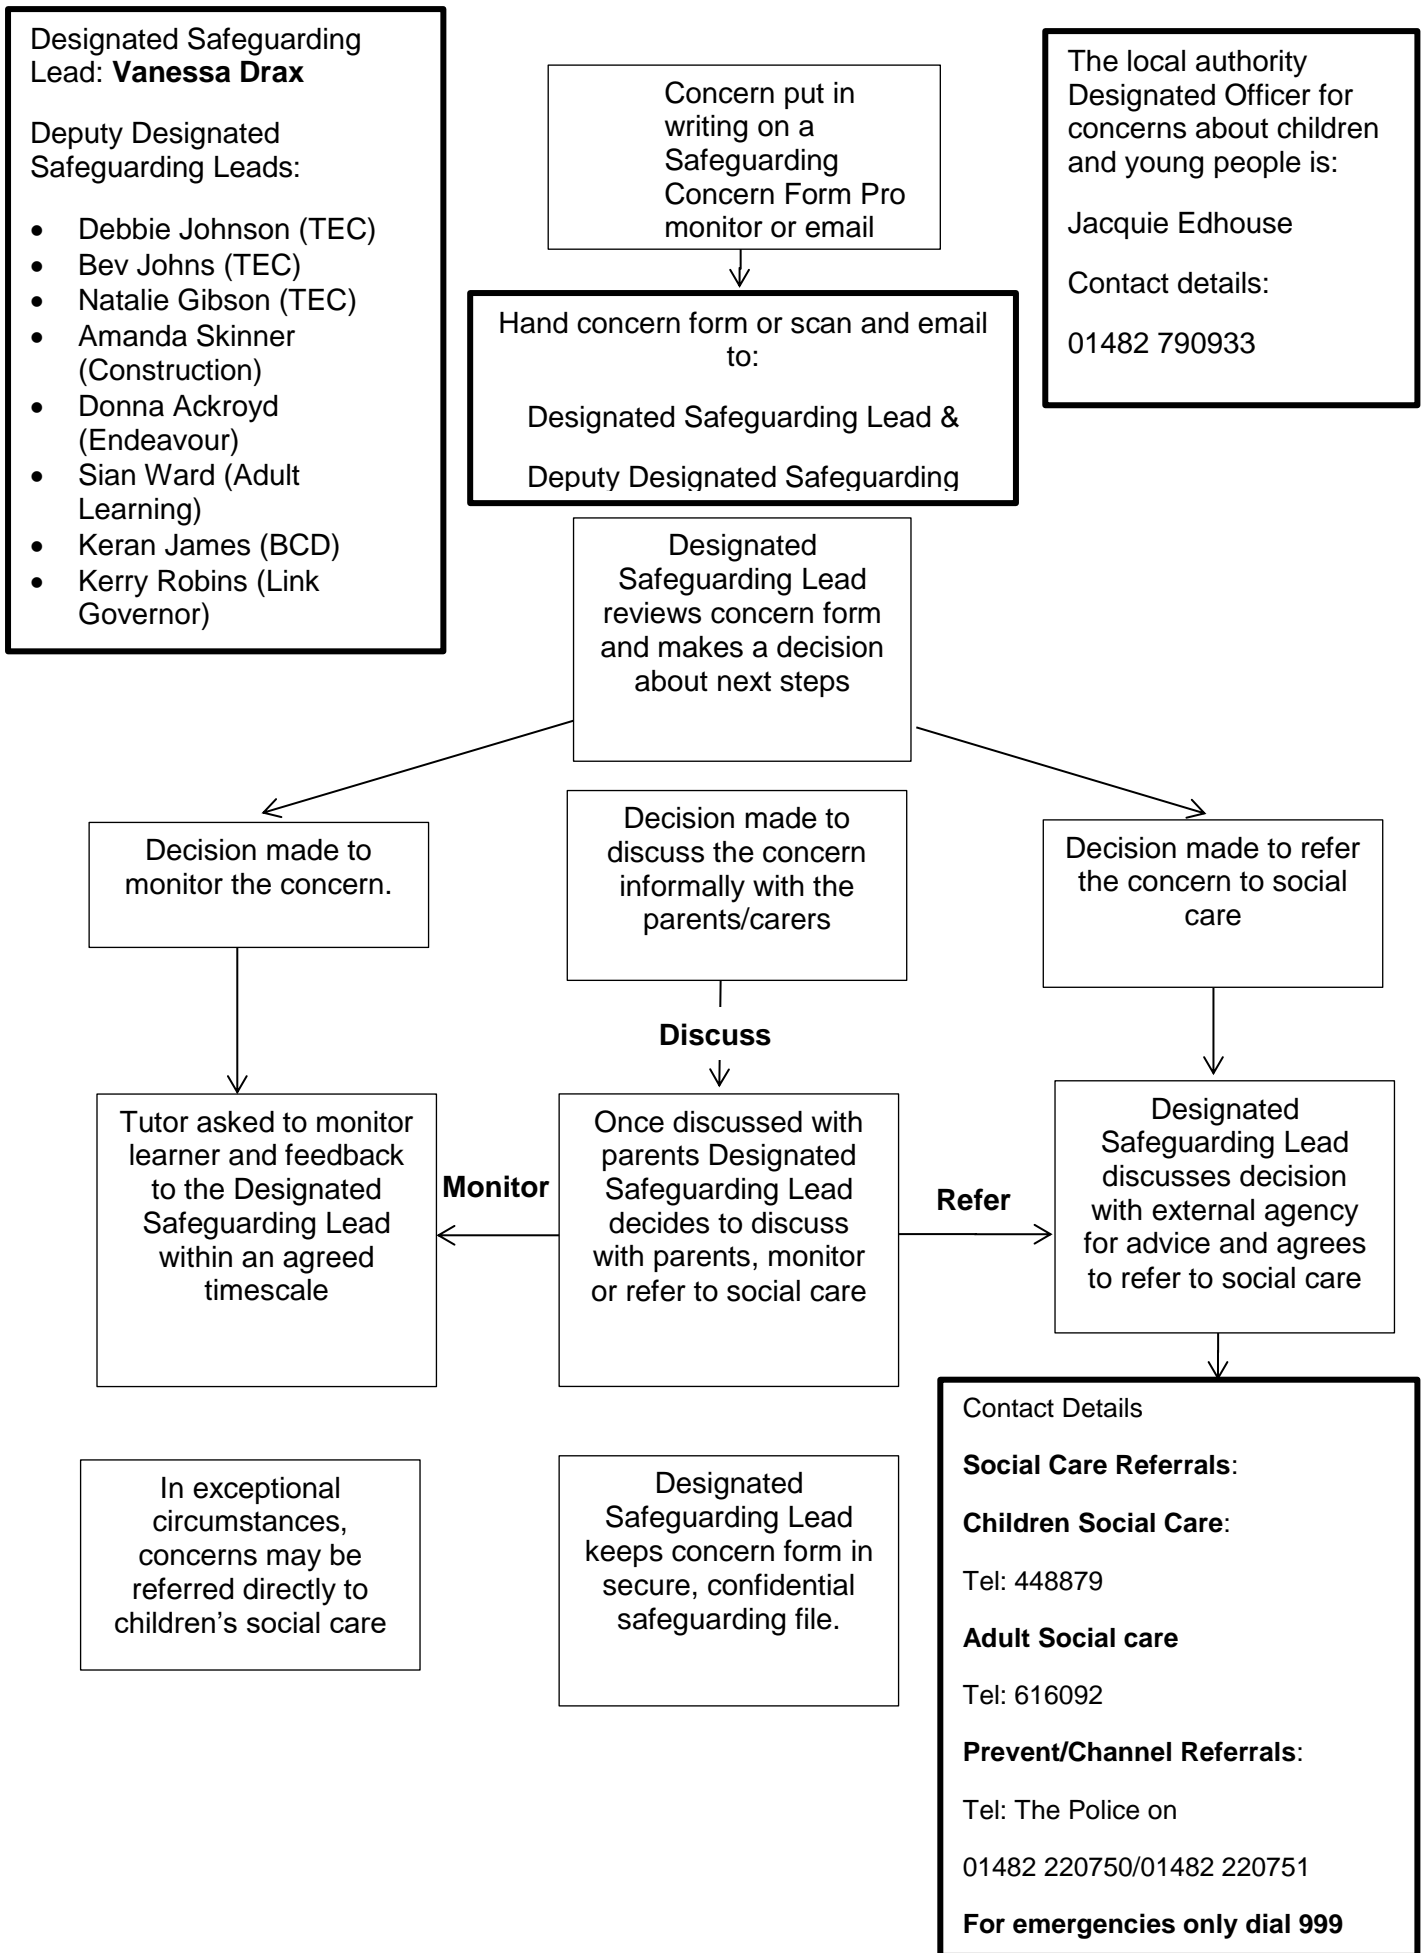 Designated Safeguarding
Lead: Vanessa Drax
Deputy Designated
Safeguarding Leads:
• Debbie Johnson (TEC)
• Bev Johns (TEC)
• Natalie Gibson (TEC)
• Amanda Skinner
(Construction)
• Donna Ackroyd
(Endeavour)
• Sian Ward (Adult
Learning)
• Keran James (BCD)
• Kerry Robins (Link
Governor)
Concern put in
writing on a
Safeguarding
Concern Form Pro
monitor or email
The local authority
Designated Officer for
concerns about children
and young people is:
Jacquie Edhouse
Contact details:
01482 790933
Hand concern form or scan and email
to:
Designated Safeguarding Lead &
Deputy Designated Safeguarding
Designated
Safeguarding Lead
reviews concern form
and makes a decision
about next steps
Decision made to
monitor the concern.
Decision made to
discuss the concern
informally with the
parents/carers
Decision made to refer
the concern to social
care
Discuss
Tutor asked to monitor
learner and feedback
to the Designated
Safeguarding Lead
within an agreed
timescale
Monitor
Once discussed with
parents Designated
Safeguarding Lead
decides to discuss
with parents, monitor
or refer to social care
Refer
Designated
Safeguarding Lead
discusses decision
with external agency
for advice and agrees
to refer to social care
In exceptional
circumstances,
concerns may be
referred directly to
children’s social care
Designated
Safeguarding Lead
keeps concern form in
secure, confidential
safeguarding file.
Contact Details
Social Care Referrals:
Children Social Care:
Tel: 448879
Adult Social care
Tel: 616092
Prevent/Channel Referrals:
Tel: The Police on
01482 220750/01482 220751
For emergencies only dial 999